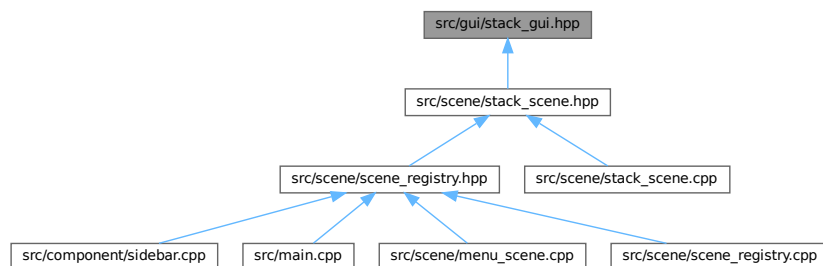 src/gui/stack_gui.hpp
src/scene/stack_scene.hpp
src/scene/scene_registry.hpp
src/scene/stack_scene.cpp
src/component/sidebar.cpp
src/main.cpp
src/scene/menu_scene.cpp
src/scene/scene_registry.cpp